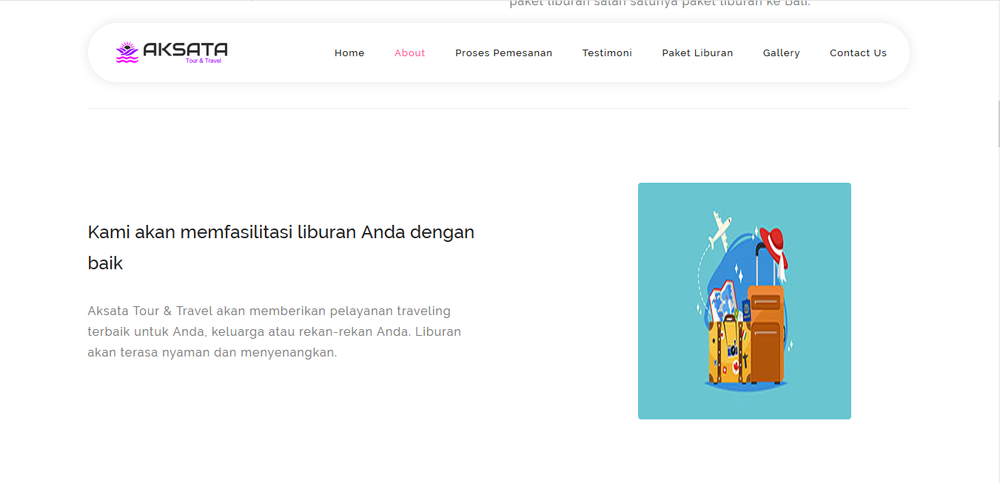 paket liburan salah satunya paket liburan ke Bali.
AKSATA
Tour & Travel
Home
About
Proses Pemesanan
Testimoni
Paket Liburan
Gallery
Contact Us
Kami akan memfasilitasi liburan Anda dengan
baik
Aksata Tour & Travel akan memberikan pelayanan traveling
terbaik untuk Anda, keluarga atau rekan-rekan Anda. Liburan
akan terasa nyaman dan menyenangkan.